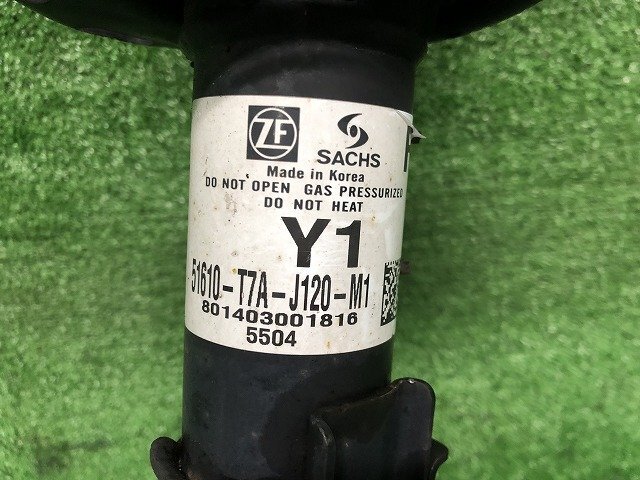 ZF
SACHS
Made in Korea
DO NOT OPEN GAS PRESSURIZED
DO NOT HEAT
Y1
51610-T7A-J120-M1
801403001816
5504